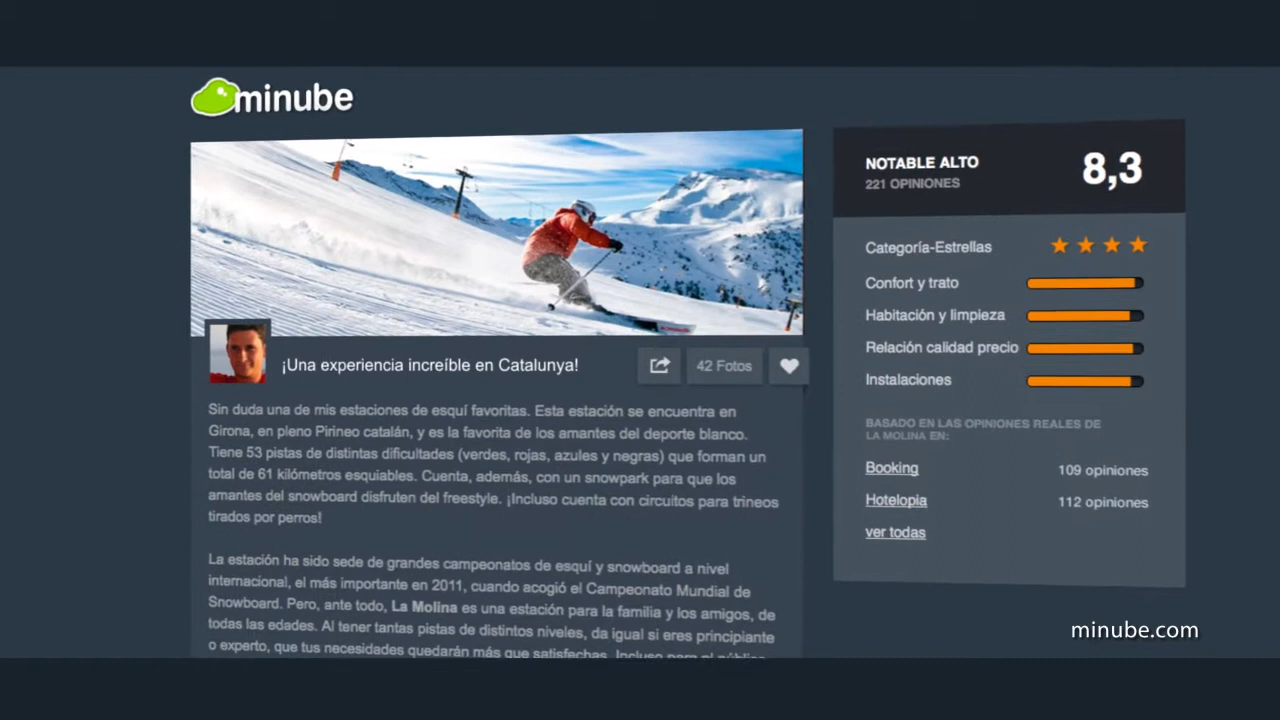 minube
¡Una experiencia increíble en Catalunya!
42 Fotos
Sin duda una de mis estaciones de esquí favoritas. Esta estación se encuentra en
Girona, en pleno Pirineo catalán, y es la favorita de los amantes del deporte blanco.
Tiene 53 pistas de distintas dificultades (verdes, rojas, azules y negras) que forman un
total de 61 kilómetros esquiables. Cuenta, además, con un snowpark para que los
amantes del snowboard disfruten del freestyle. ¡Incluso cuenta con circuitos para trineos
tirados por perros!
La estación ha sido sede de grandes campeonatos de esquí y snowboard a nivel
internacional, el más importante en 2011, cuando acogió el Campeonato Mundial de
Snowboard. Pero, ante todo, La Molina es una estación para la familia y los amigos, de
todas las edades. Al tener tantas pistas de distintos niveles, da igual si eres principiante
o experto, que tus necesidades quedarán más que satisfechas. Incluso para el público
NOTABLE ALTO
8,3
221 OPINIONES
Categoría-Estrellas
Confort y trato
Habitación y limpieza
Relación calidad precio
Instalaciones
BASADO EN LAS OPINIONES REALES DE
LA MOLINA EN:
Booking 109 opiniones
Hotelopia 112 opiniones
ver todas
minube.com